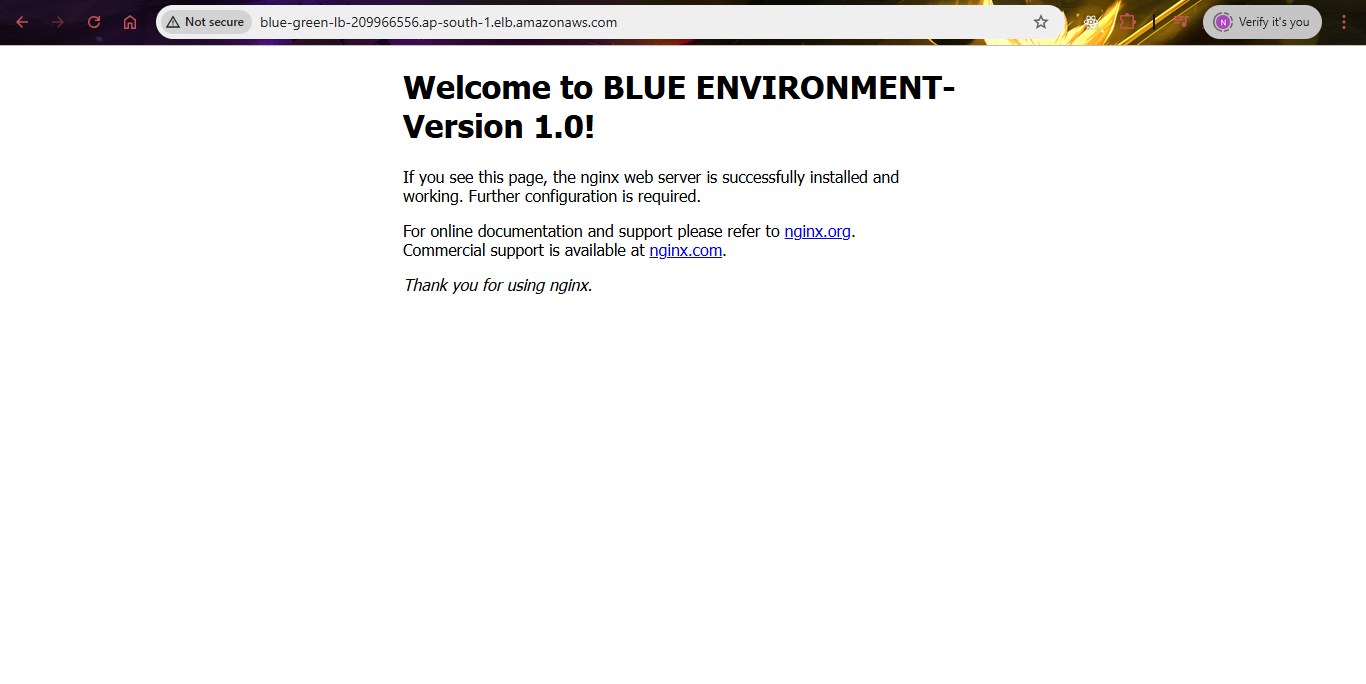 Not secure
blue-green-lb-209966556.ap-south-1.elb.amazonaws.com
N
Verify it's you
Welcome to BLUE ENVIRONMENT-
Version 1.0!
If you see this page, the nginx web server is successfully installed and
working. Further configuration is required.
For online documentation and support please refer to nginx.org.
Commercial support is available at nginx.com.
Thank you for using nginx.